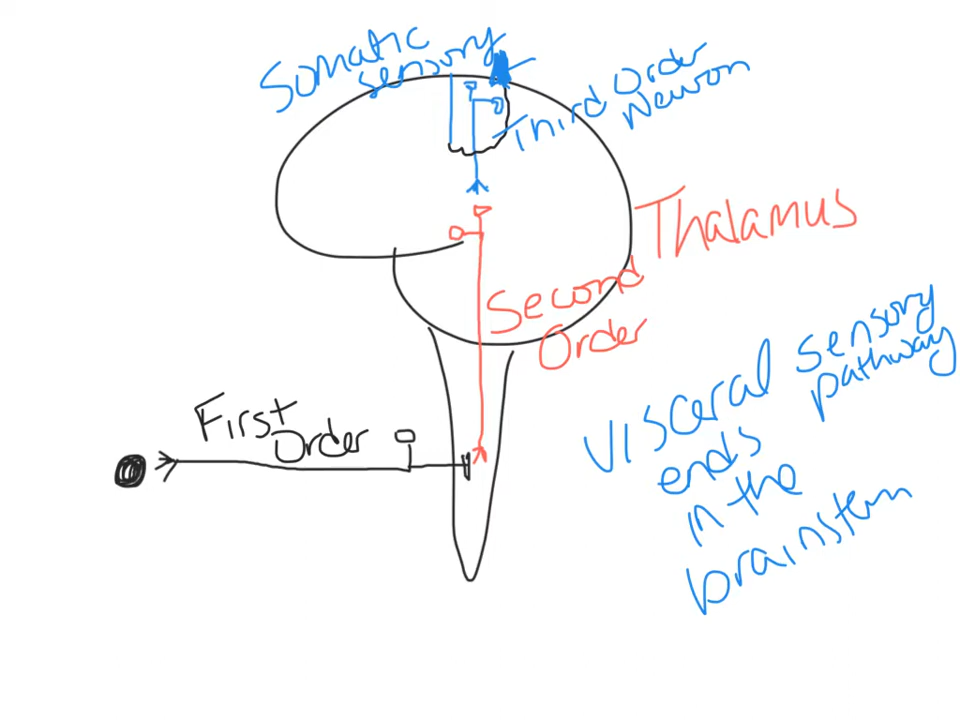 Somatic
sensory
Third Order
Neuron
Thalamus
Second
Order
First
Order
Visceral sensory
pathway
ends
in the
brainstem